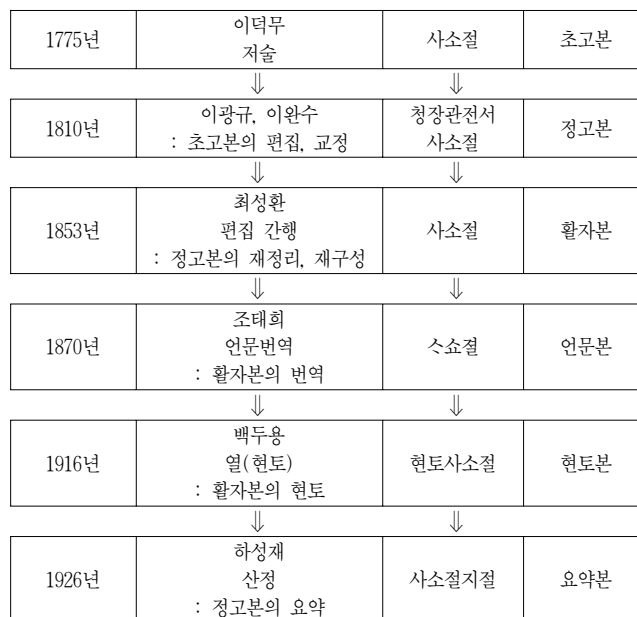 1775년
이덕무
저술
사소절
초고본
⇓ ⇓
1810년
이광규, 이완수
: 초고본의 편집, 교정
청장관전서
사소절
정고본
⇓ ⇓
1853년
최성환
편집 간행
: 정고본의 재정리, 재구성
사소절
활자본
⇓ ⇓
1870년
조태희
언문번역
: 활자본의 번역
ᄉᆞ쇼졀
언문본
⇓ ⇓
1916년
백두용
열(현토)
: 활자본의 현토
현토사소절
현토본
⇓ ⇓
1926년
하성재
산정
: 정고본의 요약
사소절지절
요약본